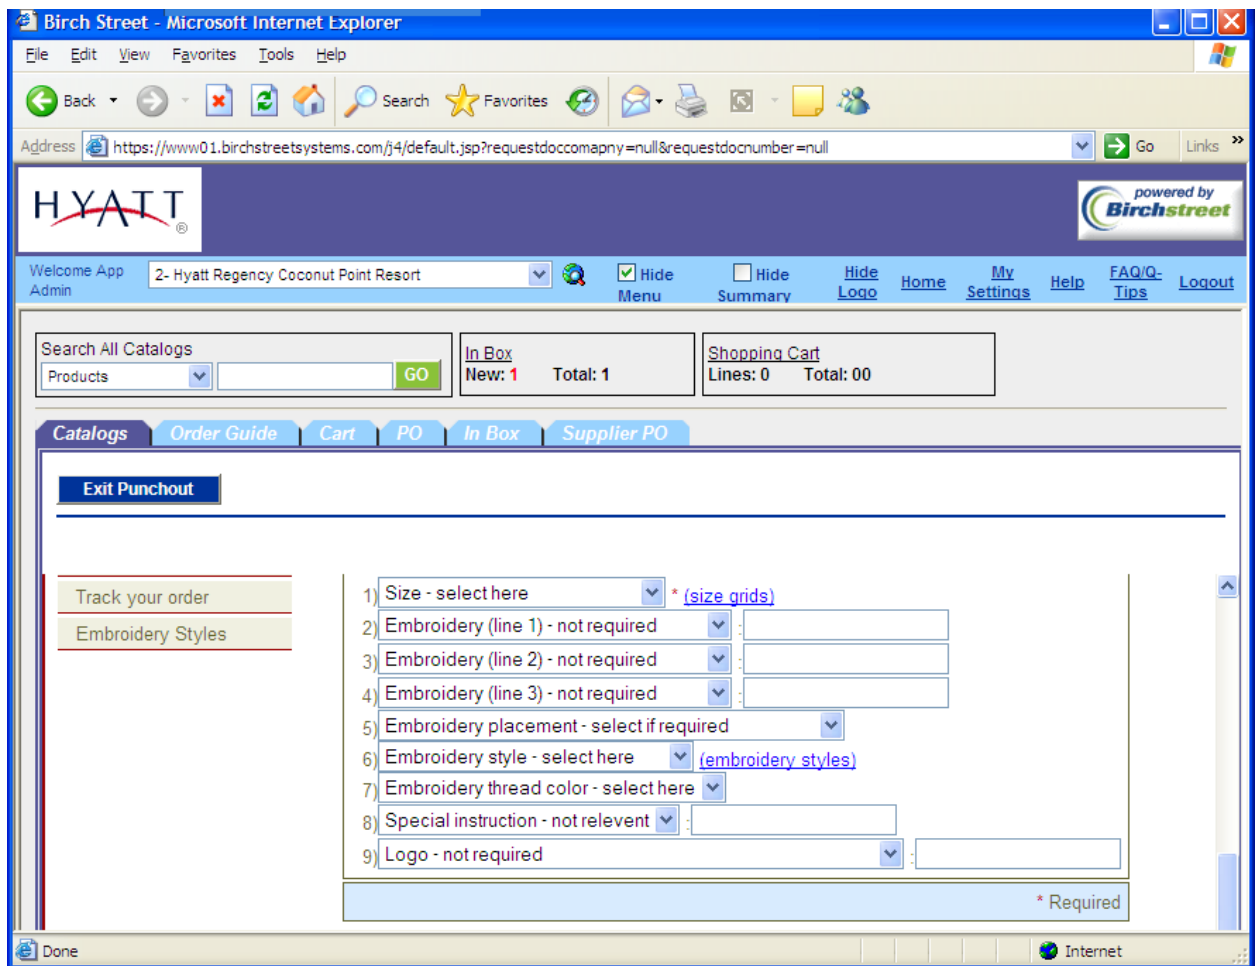 Birch Street - Microsoft Internet Explorer
File Edit View Favorites Tools Help
Back Search Favorites
Address https://www01.birchstreetsystems.com/j4/default.jsp?requestdoccomapny=null&requestdocnumber=null Go Links »
HYATT ®
powered by
Birchstreet
Welcome App Admin 2- Hyatt Regency Coconut Point Resort Hide Menu Hide Summary Hide Logo Home My Settings Help FAQ/Q-Tips Logout
Search All Catalogs
Products GO
In Box
New: 1 Total: 1
Shopping Cart
Lines: 0 Total: 00
Catalogs Order Guide Cart PO In Box Supplier PO
Exit Punchout
Track your order
Embroidery Styles
1) Size - select here * (size grids)
2) Embroidery (line 1) - not required :
3) Embroidery (line 2) - not required :
4) Embroidery (line 3) - not required :
5) Embroidery placement - select if required
6) Embroidery style - select here (embroidery styles)
7) Embroidery thread color - select here
8) Special instruction - not relevent :
9) Logo - not required :
* Required
Done Internet